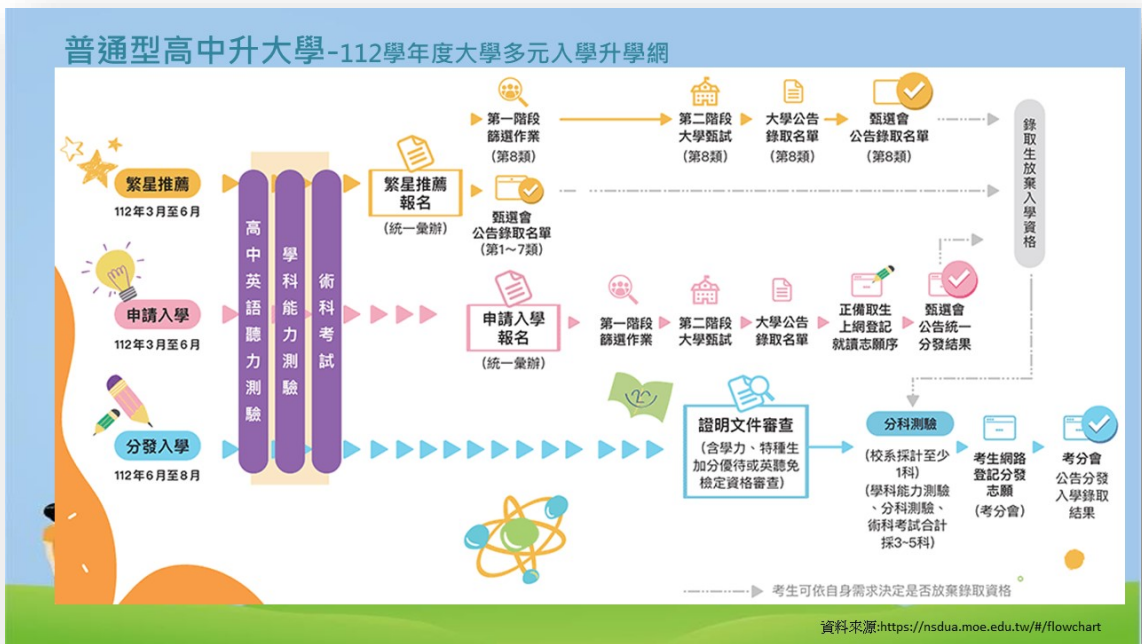 普通型高中升大學-112學年度大學多元入學升學網
繁星推薦
112年3月至6月
申請入學
112年3月至6月
分發入學
112年6月至8月
高中英語聽力測驗
學科能力測驗
術科考試
繁星推薦
報名
(統一彙辦)
第一階段
篩選作業
(第8類)
第二階段
大學甄試
(第8類)
大學公告
錄取名單
(第8類)
甄選會
公告錄取名單
(第8類)
甄選會
公告錄取名單
(第1~7類)
錄取生放棄入學資格
申請入學
報名
(統一彙辦)
第一階段
篩選作業
第二階段
大學甄試
大學公告
錄取名單
正備取生
上網登記
就讀志願序
甄選會
公告統一
分發結果
證明文件審查
(含學力、特種生
加分優待或英聽免
檢定資格審查)
分科測驗
(校系採計至少
1科)
(學科能力測驗
、分科測驗、
術科考試合計
採3~5科)
考生網路
登記分發
志願
(考分會)
考分會
公告分發
入學錄取
結果
考生可依自身需求決定是否放棄錄取資格
資料來源:https://nsdua.moe.edu.tw/#/flowchart